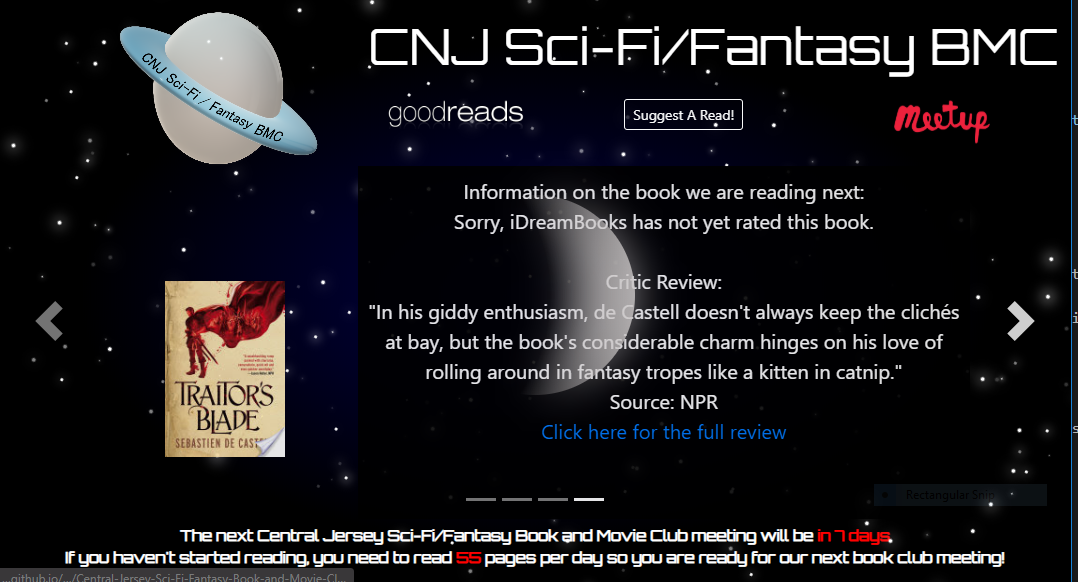 CNJ Sci-Fi/Fantasy BMC
CNJ Sci-Fi / Fantasy BMC
goodreads
Suggest A Read!
Meetup
Information on the book we are reading next:
Sorry, iDreamBooks has not yet rated this book.
Critic Review:
"In his giddy enthusiasm, de Castell doesn't always keep the clichés
at bay, but the book's considerable charm hinges on his love of
rolling around in fantasy tropes like a kitten in catnip."
Source: NPR
Click here for the full review
TRAITOR'S
BLADE
SEBASTIEN DE
Rectangular Snip
The next Central Jersey Sci-Fi/Fantasy Book and Movie Club meeting will be in 7 days.
If you haven't started reading, you need to read 55 pages per day so you are ready for our next book club meeting!
...github.io/.../Central-Jersey-Sci-Fi-Fantasy-Book-and-Movie-Cl...